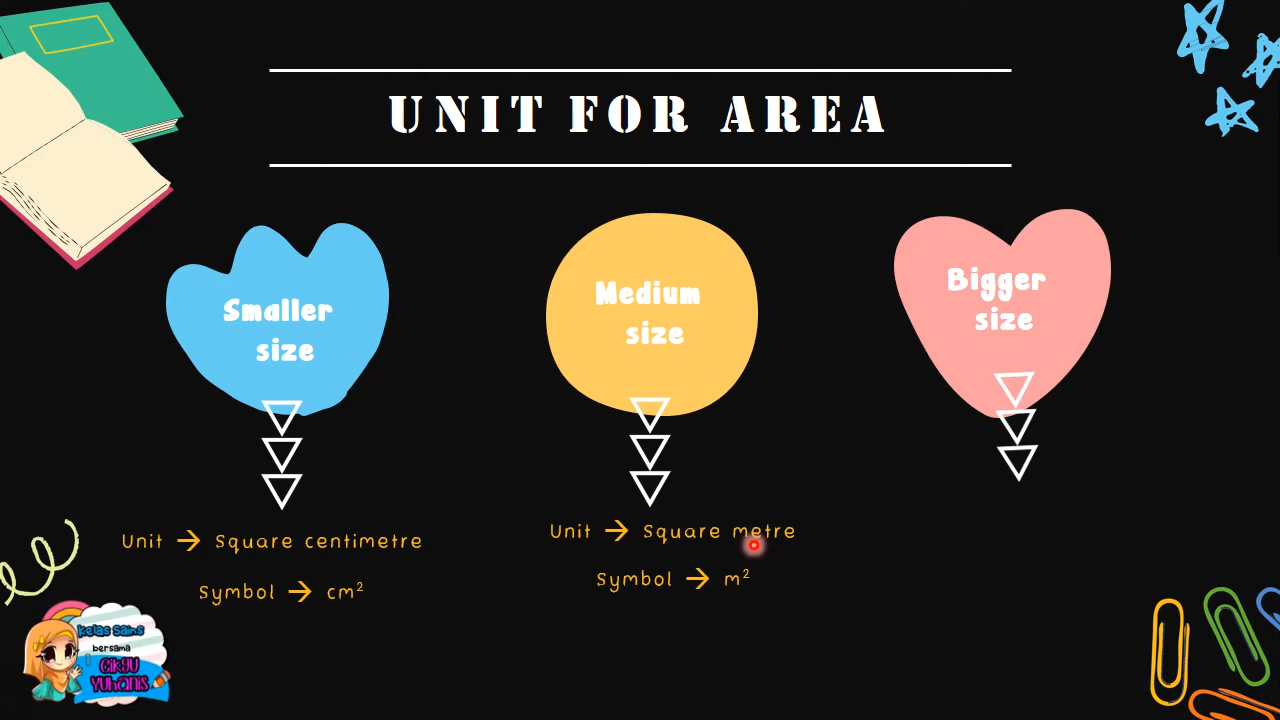 UNIT FOR AREA
Smaller
size
Medium
size
Bigger
size
Unit → Square centimetre
Symbol → cm²
Unit → Square metre
Symbol → m²
Kelas Sains
bersama
CIKGU
YUHANIS